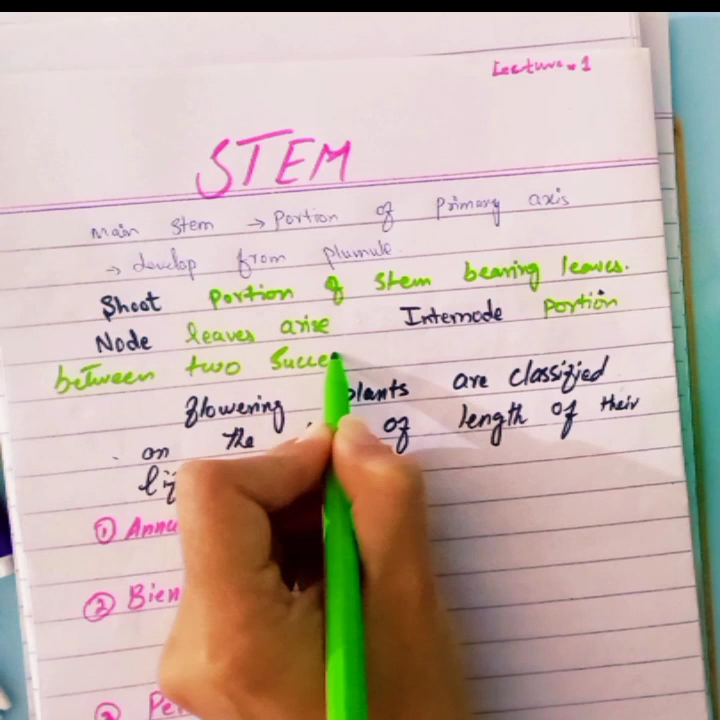 Lecture-1
STEM
Main stem → Portion of primary axis
→ develop from plumule.
Shoot portion of stem bearing leaves.
Node leaves arise Internode portion
between two Succe
flowering plants are classified
on the of length of their
① Annu
② Bien